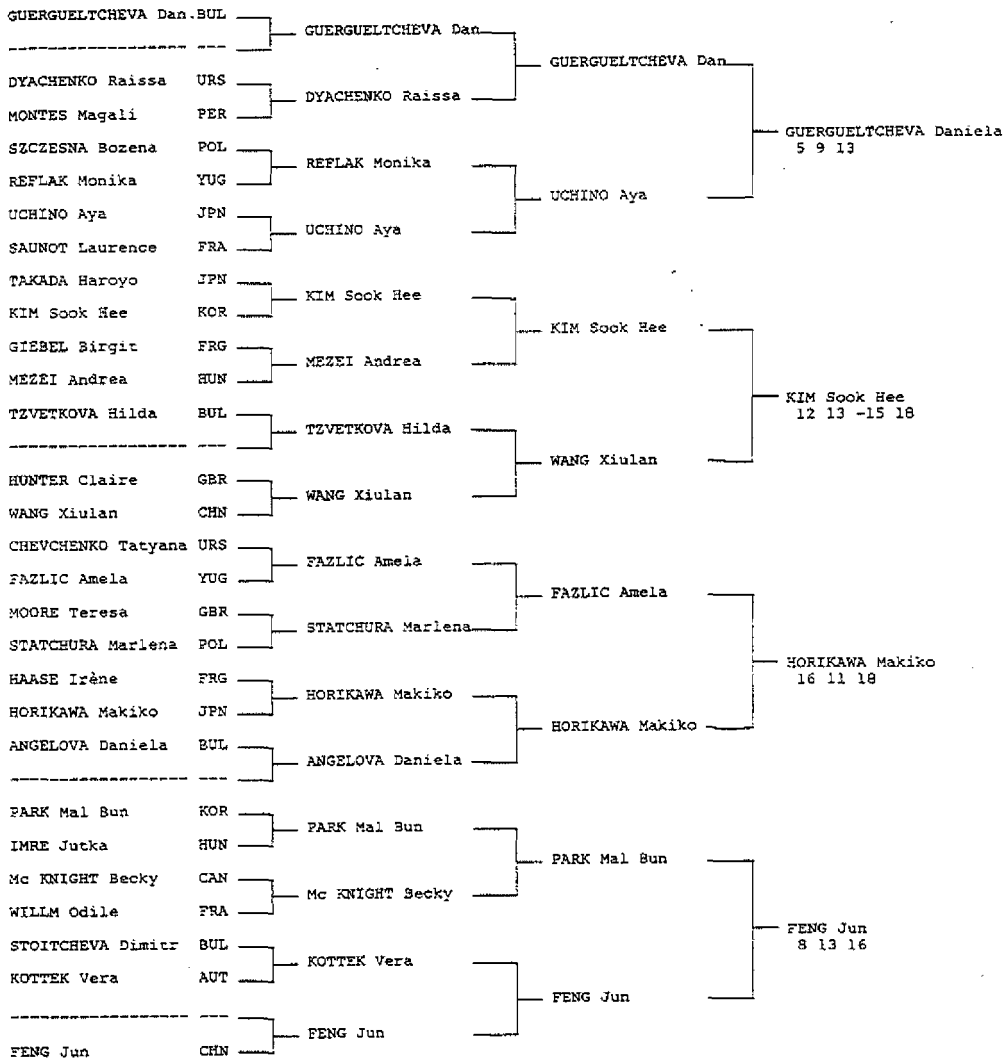 GUERGUELTCHEVA Dan.BUL
GUERGUELTCHEVA Dan
------------------ ---
GUERGUELTCHEVA Dan
DYACHENKO Raissa URS
DYACHENKO Raissa
MONTES Magali PER
GUERGUELTCHEVA Daniela
5 9 13
SZCZESNA Bozena POL
REFLAK Monika
REFLAK Monika YUG
UCHINO Aya
UCHINO Aya JPN
UCHINO Aya
SAUNOT Laurence FRA
TAKADA Haroyo JPN
KIM Sook Hee
KIM Sook Hee KOR
KIM Sook Hee
GIEBEL Birgit FRG
MEZEI Andrea
MEZEI Andrea HUN
KIM Sook Hee
12 13 -15 18
TZVETKOVA Hilda BUL
TZVETKOVA Hilda
------------------ ---
WANG Xiulan
HUNTER Claire GBR
WANG Xiulan
WANG Xiulan CHN
CHEVCHENKO Tatyana URS
FAZLIC Amela
FAZLIC Amela YUG
FAZLIC Amela
MOORE Teresa GBR
STATCHURA Marlena
STATCHURA Marlena POL
HORIKAWA Makiko
16 11 18
HAASE Irène FRG
HORIKAWA Makiko
HORIKAWA Makiko JPN
HORIKAWA Makiko
ANGELOVA Daniela BUL
ANGELOVA Daniela
------------------ ---
PARK Mal Bun KOR
PARK Mal Bun
IMRE Jutka HUN
PARK Mal Bun
Mc KNIGHT Becky CAN
Mc KNIGHT Becky
WILLM Odile FRA
FENG Jun
8 13 16
STOITCHEVA Dimitr BUL
KOTTEK Vera
KOTTEK Vera AUT
FENG Jun
------------------ ---
FENG Jun
FENG Jun CHN